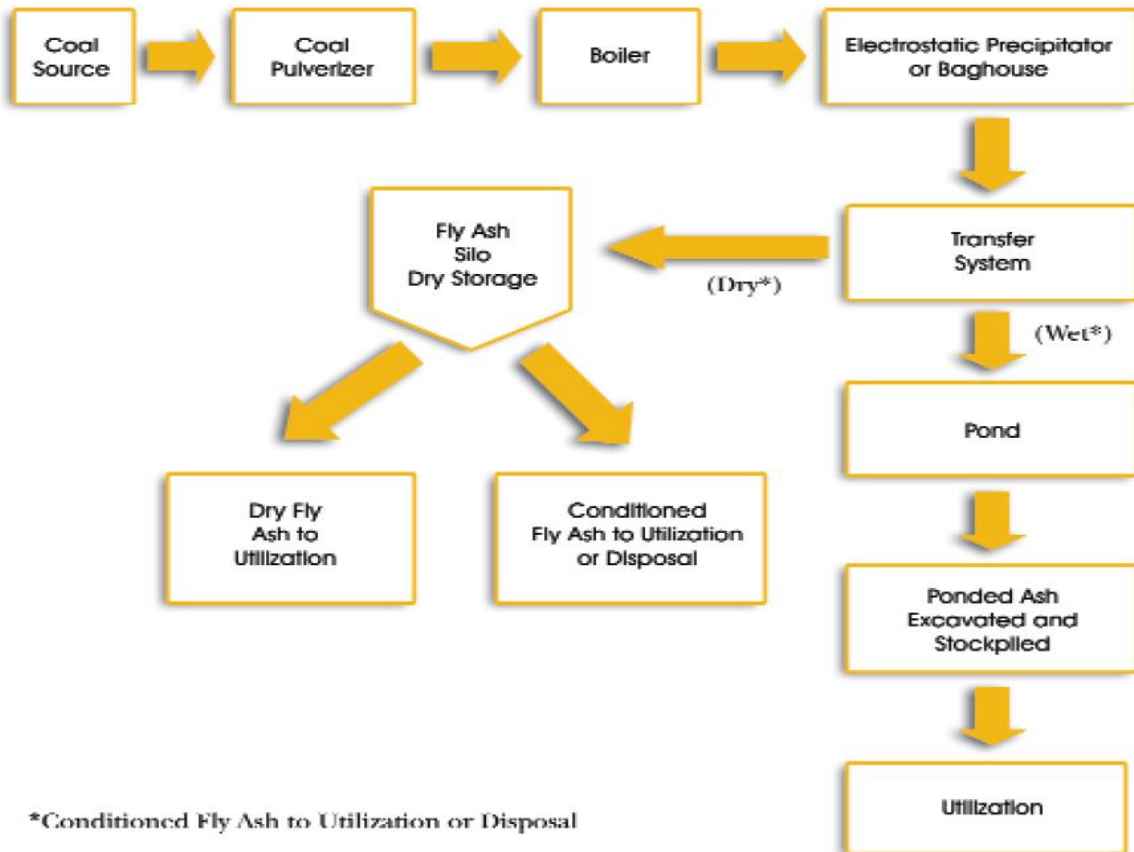 Coal
Source
Coal
Pulverizer
Boiler
Electrostatic Precipitator
or Baghouse
Fly Ash
Silo
Dry Storage
(Dry*)
Transfer
System
(Wet*)
Pond
Dry Fly
Ash to
Utilization
Conditioned
Fly Ash to Utilization
or Disposal
Ponded Ash
Excavated and
Stockpiled
Utilization
*Conditioned Fly Ash to Utilization or Disposal